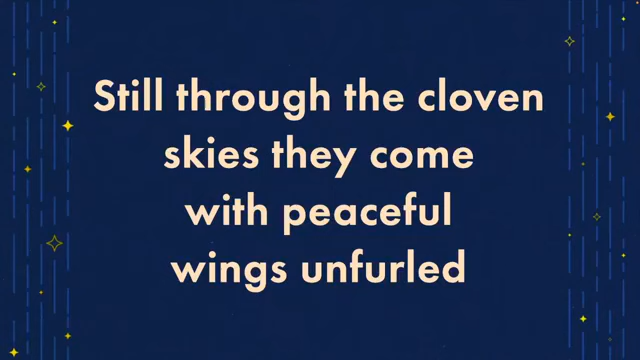 Still through the cloven
skies they come
with peaceful
wings unfurled